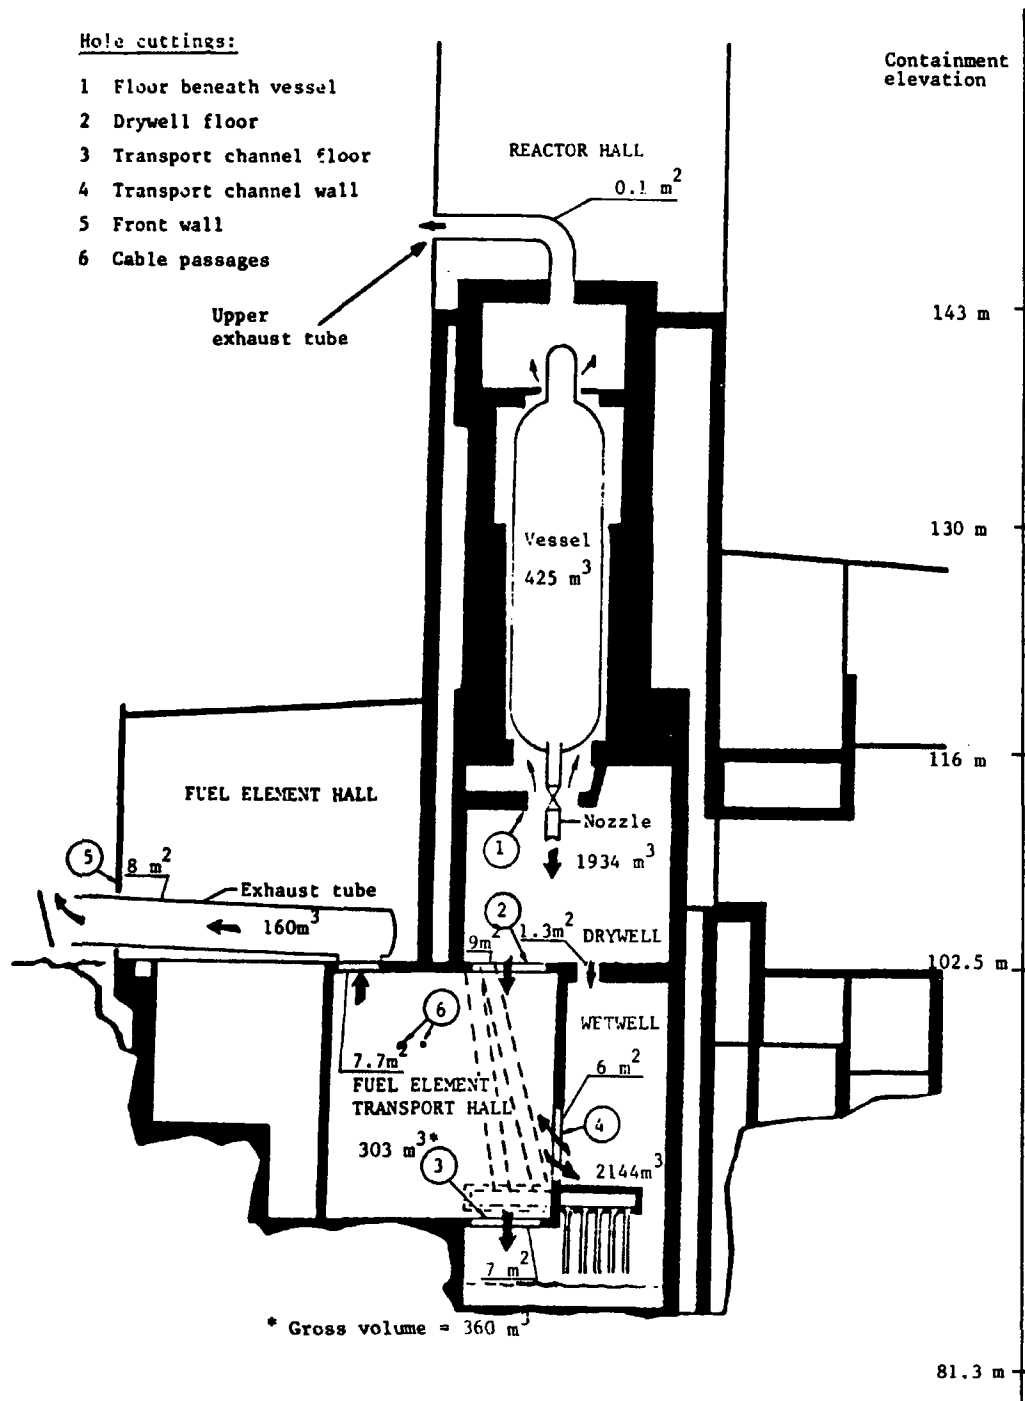 Hole cuttings:
1 Floor beneath vessel
2 Drywell floor
3 Transport channel floor
4 Transport channel wall
5 Front wall
6 Cable passages
Containment
elevation
REACTOR HALL
0.1 m²
Upper
exhaust tube
143 m
130 m
Vessel
425 m³
116 m
FUEL ELEMENT HALL
Nozzle
1
1934 m³
5
8 m²
Exhaust tube
160m³
2
9m²
1.3m²
DRYWELL
102.5 m
6
WETWELL
7.7m²
6 m²
FUEL ELEMENT
TRANSPORT HALL
4
303 m³*
3
2144m³
7 m²
* Gross volume = 360 m³
81.3 m